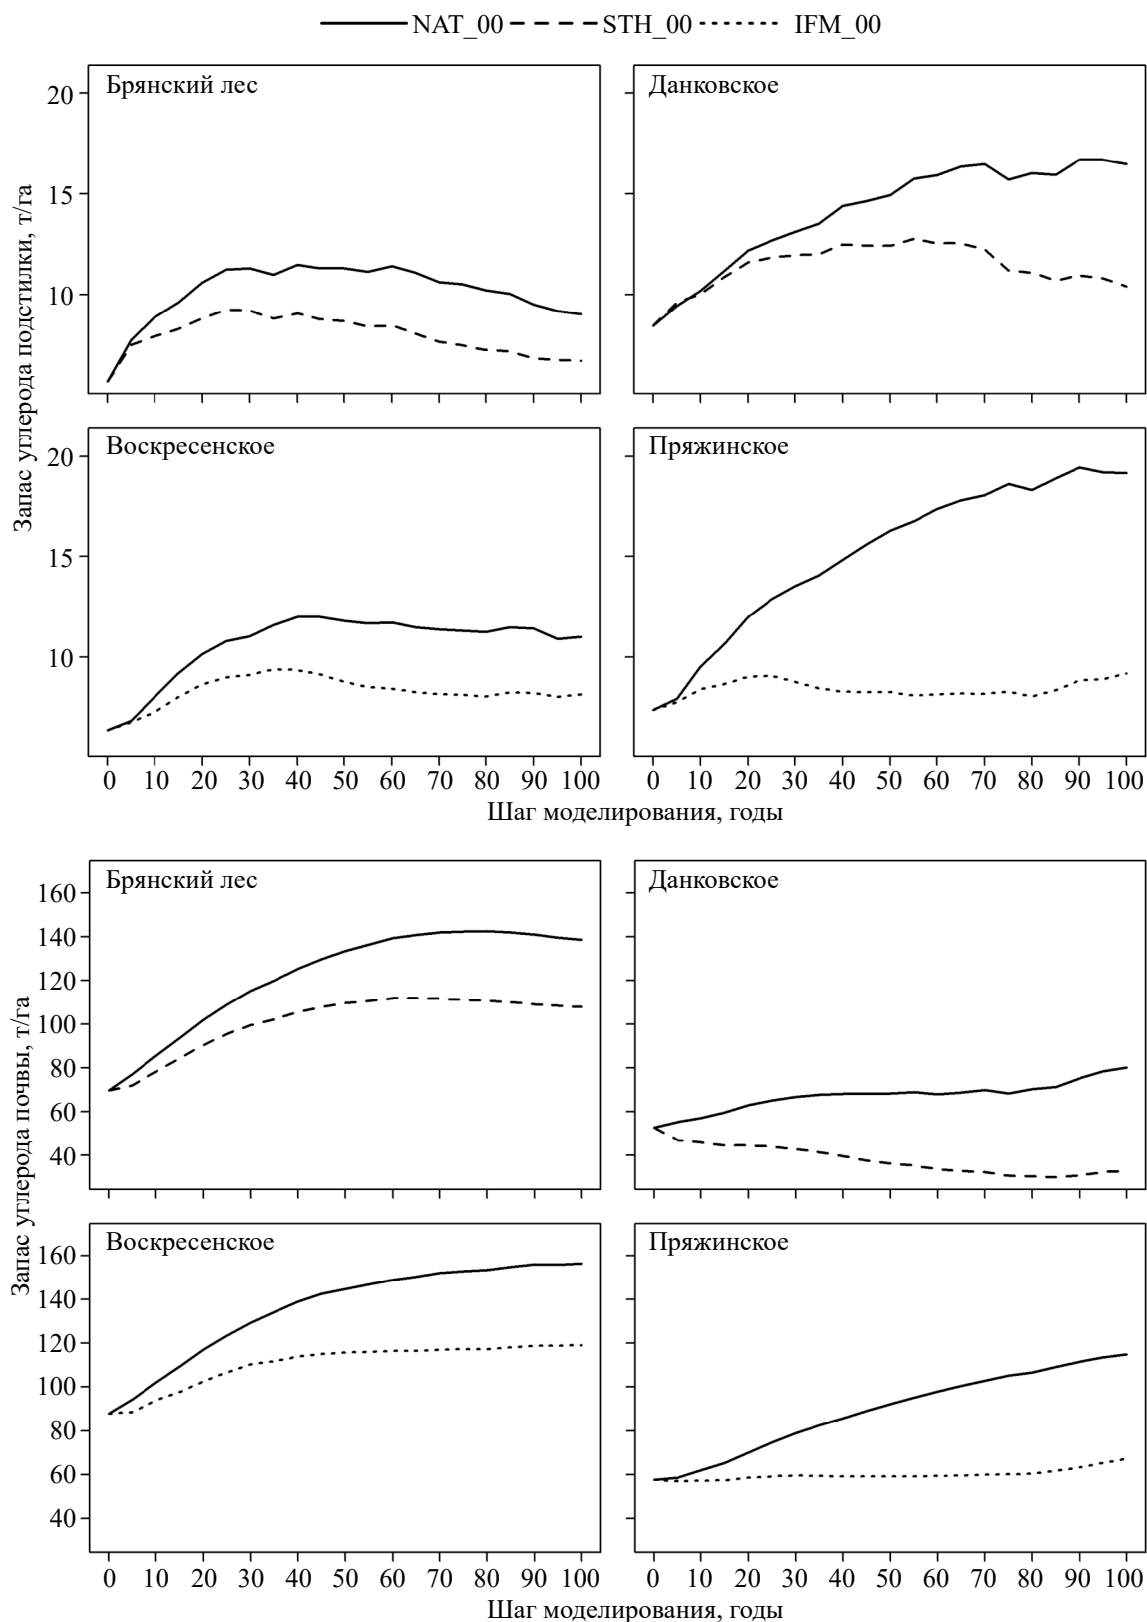 NAT_00 STH_00 IFM_00
Запас углерода подстилки, т/га
Брянский лес
20
15
10
Данковское
Воскресенское
20
15
10
0 10 20 30 40 50 60 70 80 90 100
Пряжинское
0 10 20 30 40 50 60 70 80 90 100
Шаг моделирования, годы
Запас углерода почвы, т/га
Брянский лес
160
140
120
100
80
60
40
Данковское
Воскресенское
160
140
120
100
80
60
40
0 10 20 30 40 50 60 70 80 90 100
Пряжинское
0 10 20 30 40 50 60 70 80 90 100
Шаг моделирования, годы